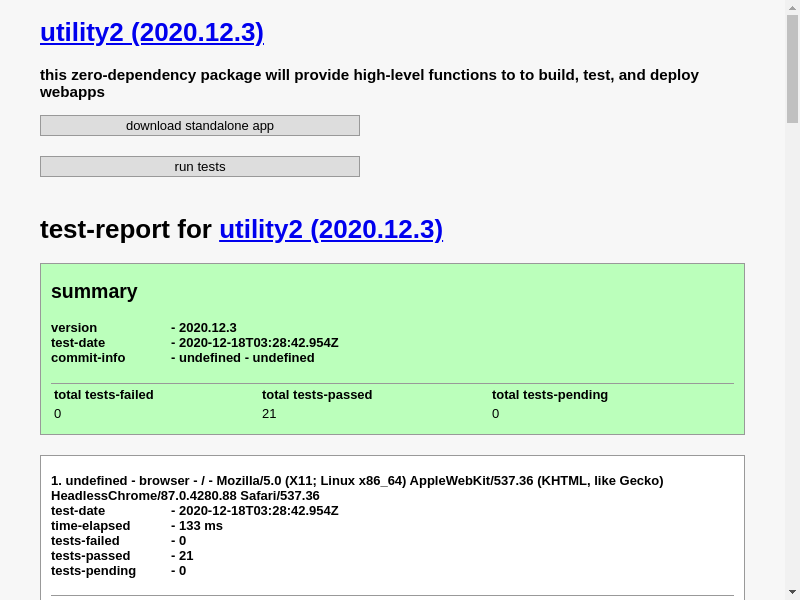 utility2 (2020.12.3)
this zero-dependency package will provide high-level functions to to build, test, and deploy
webapps
download standalone app
run tests
test-report for utility2 (2020.12.3)
summary
version - 2020.12.3
test-date - 2020-12-18T03:28:42.954Z
commit-info - undefined - undefined
total tests-failed total tests-passed total tests-pending
0 21 0
1. undefined - browser - / - Mozilla/5.0 (X11; Linux x86_64) AppleWebKit/537.36 (KHTML, like Gecko)
HeadlessChrome/87.0.4280.88 Safari/537.36
test-date - 2020-12-18T03:28:42.954Z
time-elapsed - 133 ms
tests-failed - 0
tests-passed - 21
tests-pending - 0